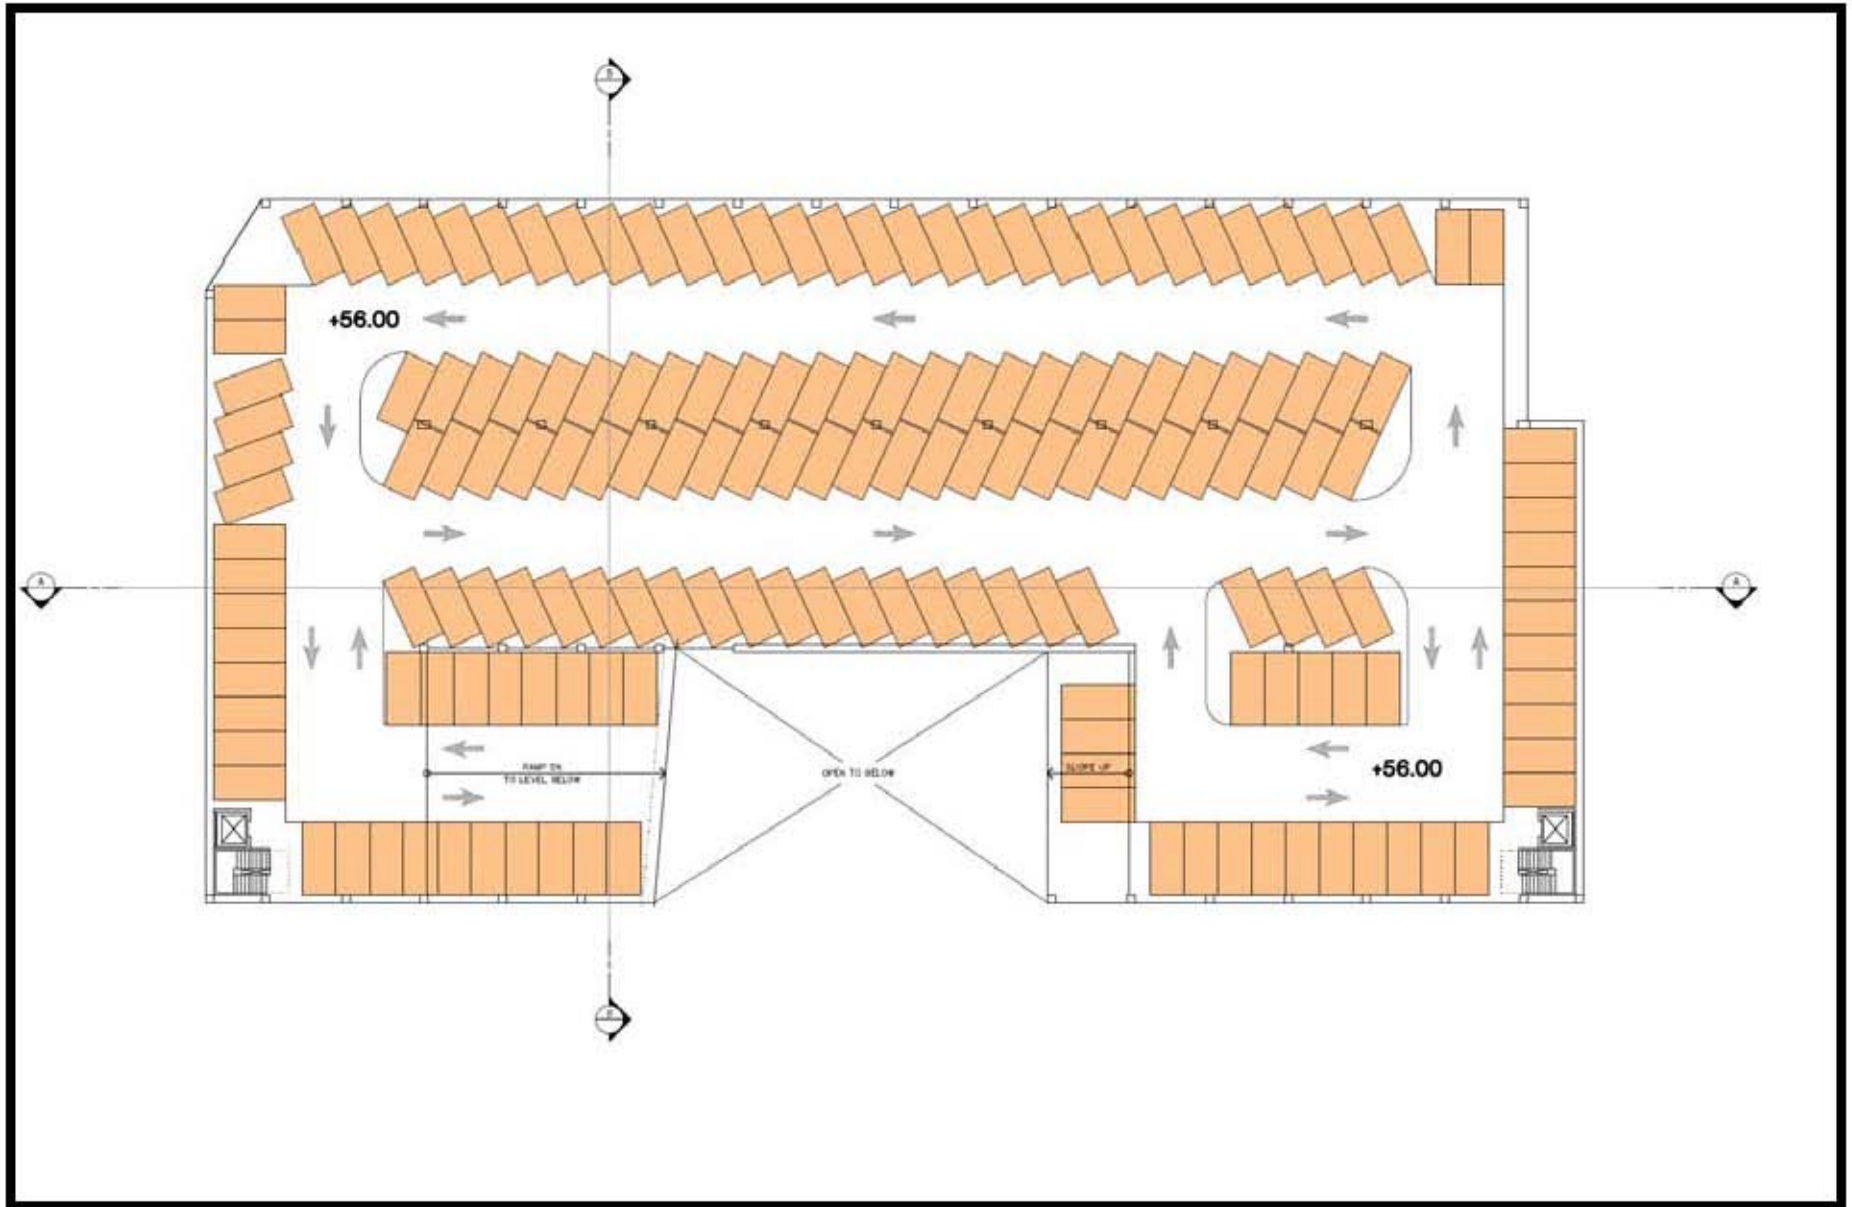 B
+56.00
A
A
RAMP DN
TO LEVEL BELOW
OPEN TO BELOW
SLOPE UP
+56.00
B